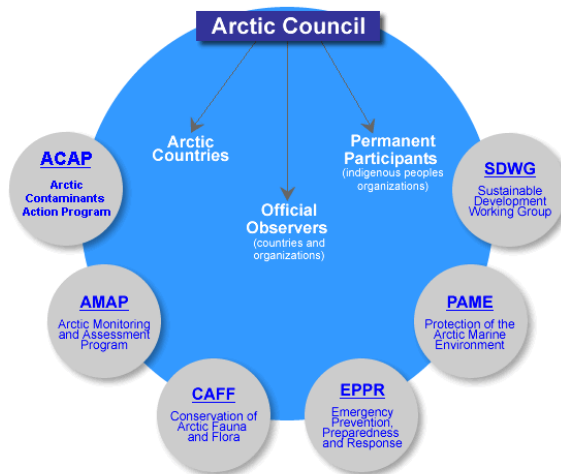 Arctic Council
Arctic
Countries
Official
Observers
(countries and
organizations)
Permanent
Participants
(indigenous peoples
organizations)
ACAP
Arctic
Contaminants
Action Program
AMAP
Arctic Monitoring
and Assessment
Program
CAFF
Conservation of
Arctic Fauna
and Flora
EPPR
Emergency
Prevention,
Preparedness
and Response
PAME
Protection of the
Arctic Marine
Environment
SDWG
Sustainable
Development
Working Group